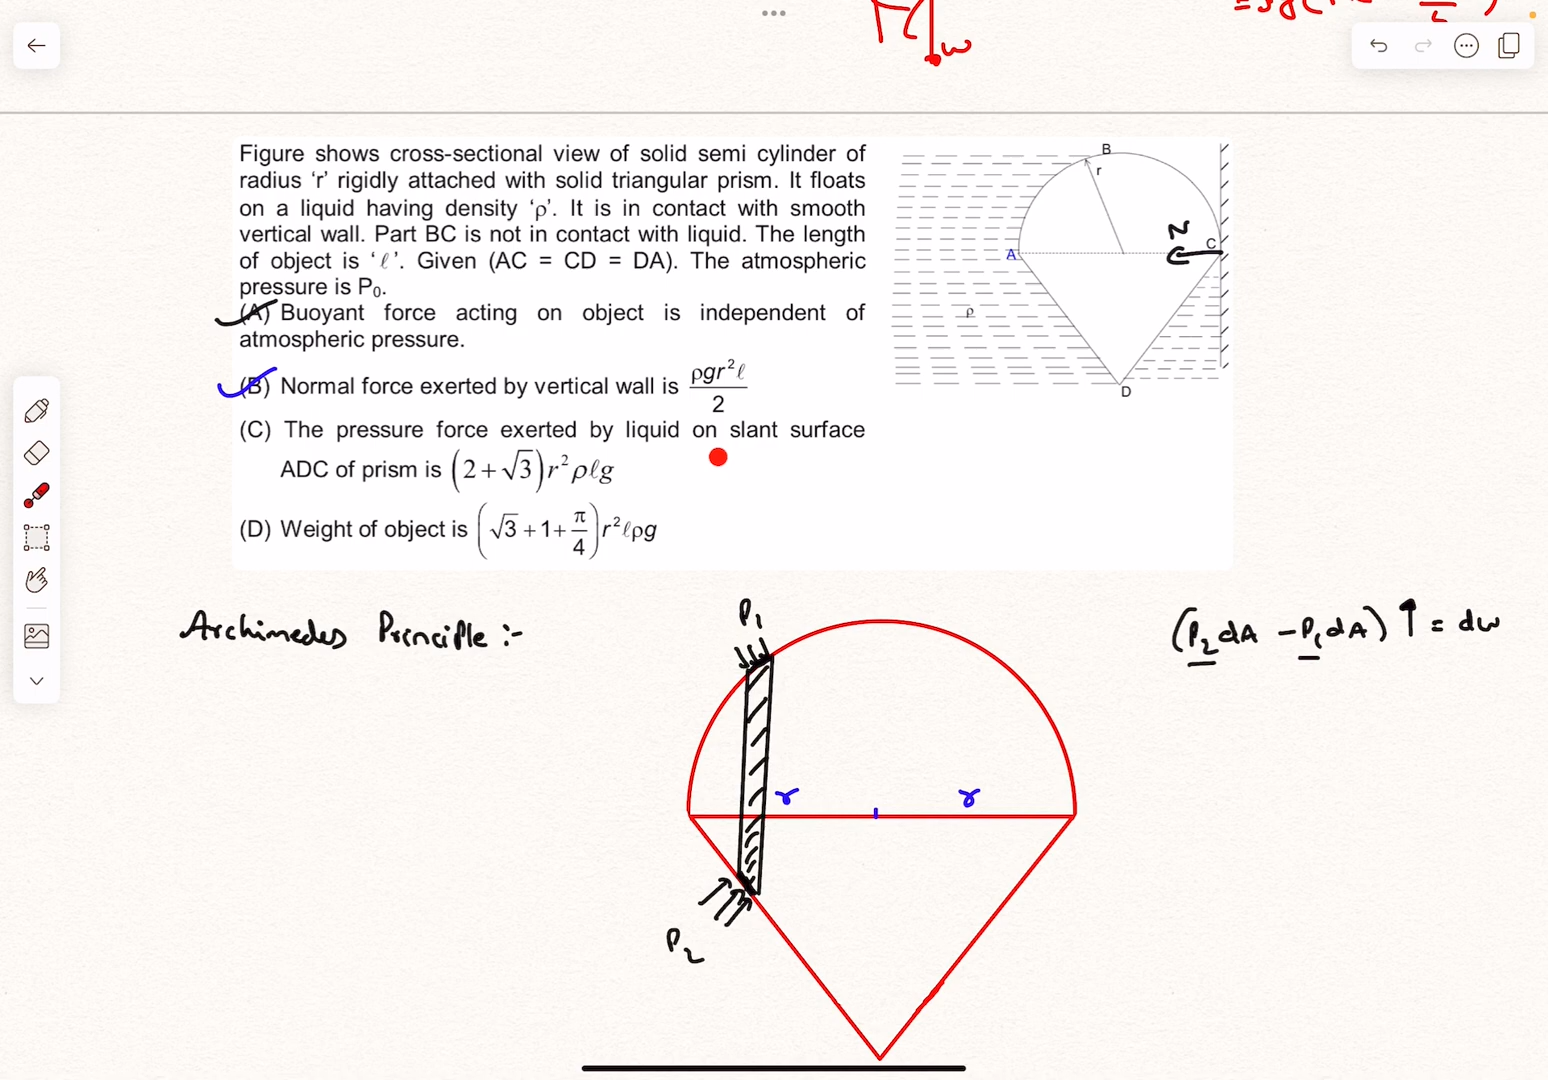 W
Figure shows cross-sectional view of solid semi cylinder of
radius 'r' rigidly attached with solid triangular prism. It floats
on a liquid having density 'ρ'. It is in contact with smooth
vertical wall. Part BC is not in contact with liquid. The length
of object is 'ℓ'. Given (AC = CD = DA). The atmospheric
pressure is P₀.
(A) Buoyant force acting on object is independent of
atmospheric pressure.
(B) Normal force exerted by vertical wall is ρgr²ℓ/2
(C) The pressure force exerted by liquid on slant surface
ADC of prism is (2+√3)r²ρℓg
(D) Weight of object is (√3+1+π/4)r²ℓρg
B
r
N
C
A
ρ
D
Archimedes Principle :-
P₁
(P₂dA - P₁dA) ↑ = dw
r r
P₂